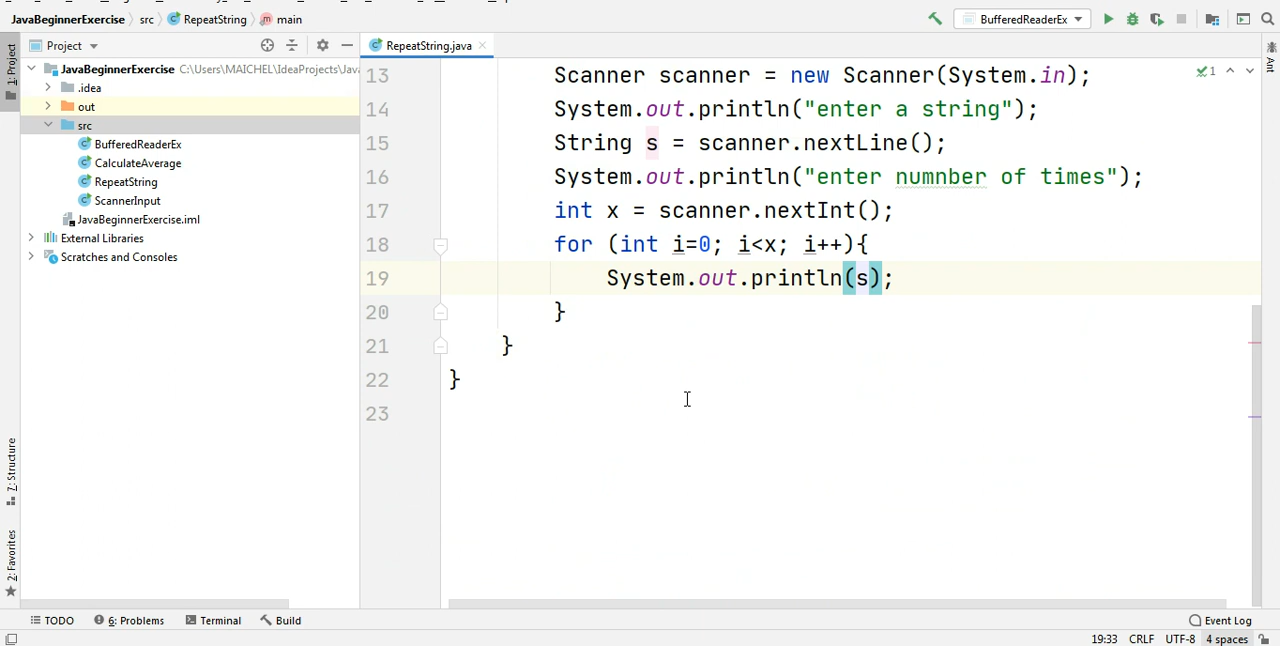 JavaBeginnerExercise src RepeatString main BufferedReaderEx
Project RepeatString.java
1: Project
JavaBeginnerExercise C:\Users\MAICHEL\IdeaProjects\Java
.idea
out
src
BufferedReaderEx
CalculateAverage
RepeatString
ScannerInput
JavaBeginnerExercise.iml
External Libraries
Scratches and Consoles
13 Scanner scanner = new Scanner(System.in);
14 System.out.println("enter a string");
15 String s = scanner.nextLine();
16 System.out.println("enter numnber of times");
17 int x = scanner.nextInt();
18 for (int i=0; i<x; i++){
19 System.out.println(s);
20 }
21 }
22 }
23
1
Ant
7: Structure
2: Favorites
TODO 6: Problems Terminal Build Event Log
19:33 CRLF UTF-8 4 spaces